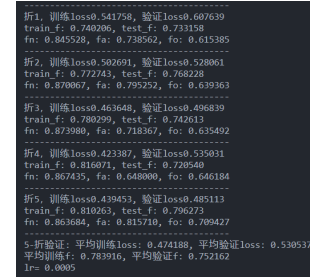 ----------------------------------------
折1, 训练loss0.541758, 验证loss0.607639
train_f: 0.740206, test_f: 0.733158
fn: 0.845528, fa: 0.738562, fo: 0.615385
----------------------------------------
折2, 训练loss0.502691, 验证loss0.528061
train_f: 0.772743, test_f: 0.768228
fn: 0.870067, fa: 0.795252, fo: 0.639363
----------------------------------------
折3, 训练loss0.463648, 验证loss0.496839
train_f: 0.780299, test_f: 0.742613
fn: 0.873980, fa: 0.718367, fo: 0.635492
----------------------------------------
折4, 训练loss0.423387, 验证loss0.535031
train_f: 0.816071, test_f: 0.720540
fn: 0.867435, fa: 0.648000, fo: 0.646184
----------------------------------------
折5, 训练loss0.439453, 验证loss0.485113
train_f: 0.810263, test_f: 0.796273
fn: 0.863684, fa: 0.815710, fo: 0.709427
----------------------------------------
5-折验证: 平均训练loss: 0.474188, 平均验证loss: 0.530537
平均训练f: 0.783916, 平均验证f: 0.752162
lr= 0.0005